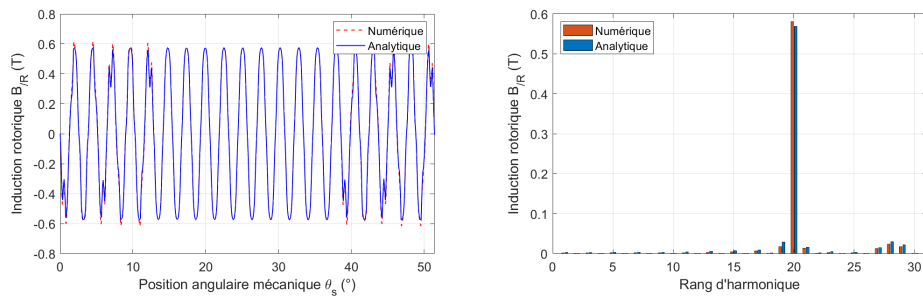 0.8
0.6
0.4
0.2
0
-0.2
-0.4
-0.6
-0.8
Induction rotorique B/R (T)
0 10 20 30 40 50
Position angulaire mécanique θs (°)
Numérique
Analytique
0.6
0.5
0.4
0.3
0.2
0.1
0
Induction rotorique B/R (T)
0 5 10 15 20 25 30
Rang d'harmonique
Numérique
Analytique